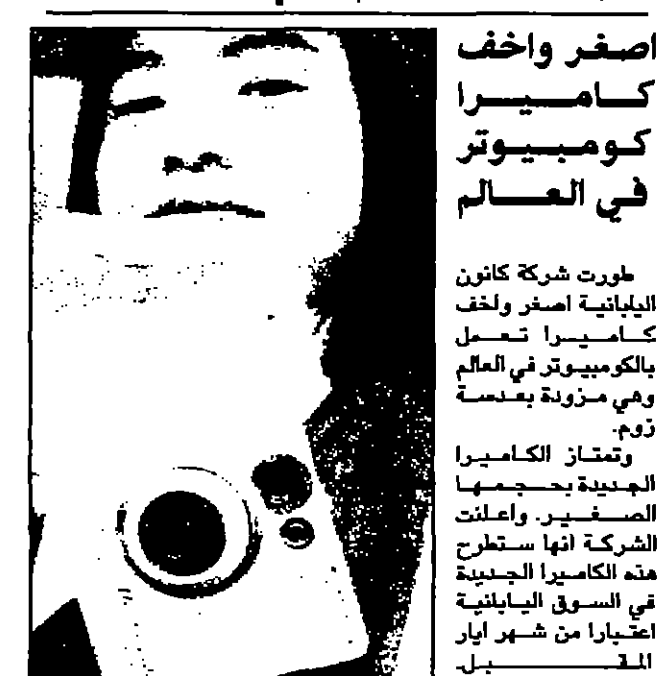 اصغر واخف
كاميرا
كومبيوتر
في العالم
طورت شركة كانون
اليابانية اصغر واخف
كاميرا تعمل
بالكومبيوتر في العالم
وهي مزودة بعدسة
زوم.
وتمتاز الكاميرا
الجديدة بحجمها
الصغير. واعلنت
الشركة انها ستطرح
هذه الكاميرا الجديدة
في السوق اليابانية
اعتبارا من شهر ايار
المقبل.